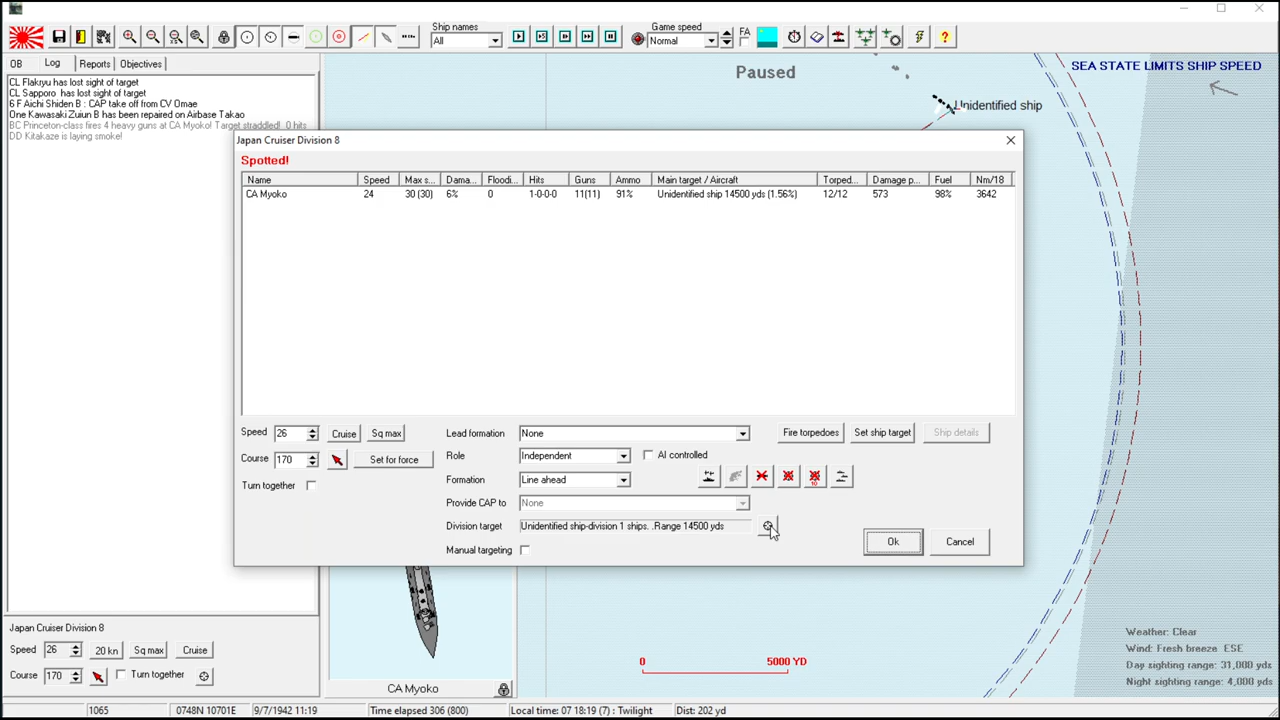 Ship names
Game speed
All
Normal
FA
OB
Log
Reports
Objectives
CL Flakryu has lost sight of target
CL Sapporo has lost sight of target
6 F Aichi Shiden B : CAP take off from CV Omae
One Kawasaki Zuiun B has been repaired on Airbase Takao
BC Princeton-class fires 4 heavy guns at CA Myoko! Target straddled! 0 hits
DD Kitakaze is laying smoke!
Paused
SEA STATE LIMITS SHIP SPEED
Unidentified ship
Japan Cruiser Division 8
Spotted!
Name Speed Max s... Dama... Floodi... Hits Guns Ammo Main target / Aircraft Torped... Damage p... Fuel Nm/18
CA Myoko 24 30 (30) 6% 0 1-0-0-0 11(11) 91% Unidentified ship 14500 yds (1.56%) 12/12 573 98% 3642
Speed 26 Cruise Sq max
Course 170 Set for force
Turn together
Lead formation None
Role Independent AI controlled
Formation Line ahead
Provide CAP to None
Division target Unidentified ship-division 1 ships. .Range 14500 yds
Manual targeting
Fire torpedoes Set ship target Ship details
10
Ok Cancel
Japan Cruiser Division 8
Speed 26 20 kn Sq max Cruise
Course 170 Turn together
CA Myoko
0 5000 YD
Weather: Clear
Wind: Fresh breeze ESE
Day sighting range: 31,000 yds
Night sighting range: 4,000 yds
1065 0748N 10701E 9/7/1942 11:19 Time elapsed 306 (800) Local time: 07 18:19 (7) : Twilight Dist: 202 yd